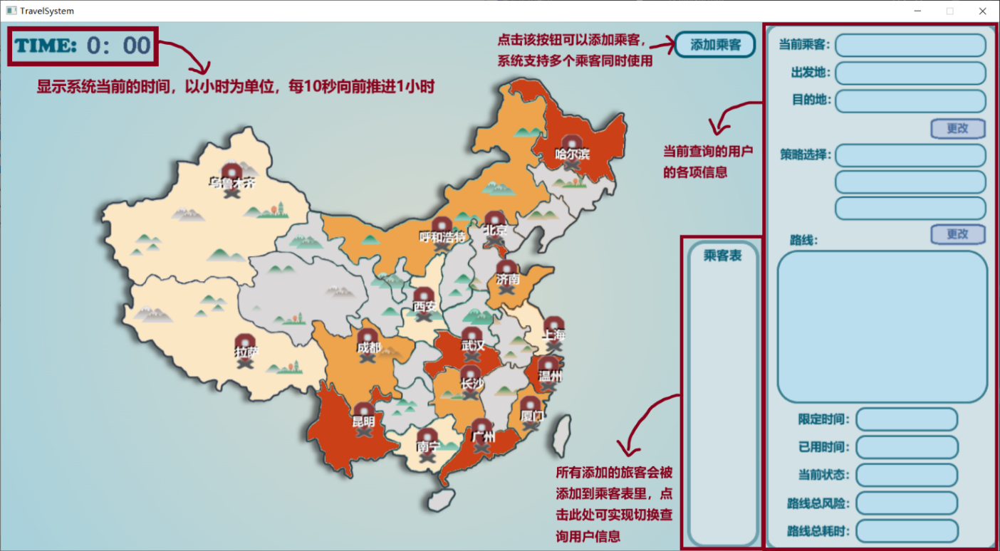 TravelSystem
TIME: 0: 00
显示系统当前的时间，以小时为单位，每10秒向前推进1小时
点击该按钮可以添加乘客，
系统支持多个乘客同时使用
添加乘客
当前乘客:
出发地:
目的地:
更改
策略选择:
更改
路线:
限定时间:
已用时间:
当前状态:
路线总风险:
路线总耗时:
当前查询的用户
的各项信息
乘客表
所有添加的旅客会被
添加到乘客表里，点
击此处可实现切换查
询用户信息
哈尔滨
乌鲁木齐
呼和浩特
北京
济南
西安
上海
拉萨
成都
武汉
温州
长沙
昆明
厦门
南宁
广州